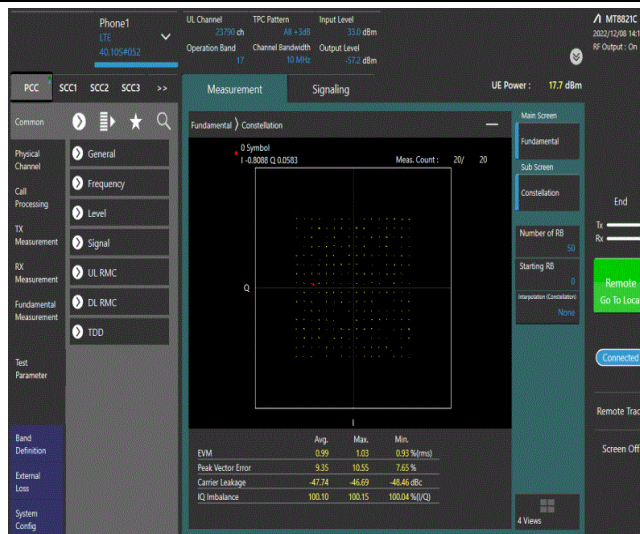 Phone1
LTE
40.10S#052
UL Channel TPC Pattern Input Level
23790 ch All +3dB 33.0 dBm
Operation Band Channel Bandwidth Output Level
17 10 MHz -57.2 dBm
MT8821C
2022/12/08 14:1
RF Output : On
PCC SCC1 SCC2 SCC3 >>
Measurement Signaling UE Power : 17.7 dBm
Common
Physical
Channel
Call
Processing
TX
Measurement
RX
Measurement
Fundamental
Measurement
Test
Parameter
Band
Definition
External
Loss
System
Config
General
Frequency
Level
Signal
UL RMC
DL RMC
TDD
Fundamental Constellation
0 Symbol
I -0.8088 Q 0.0583 Meas. Count : 20/ 20
Q
I
Avg. Max. Min.
EVM 0.99 1.03 0.93 %(rms)
Peak Vector Error 9.35 10.55 7.65 %
Carrier Leakage -47.74 -46.69 -48.46 dBc
IQ Imbalance 100.10 100.15 100.04 %(I/Q)
Main Screen
Fundamental
Sub Screen
Constellation
Number of RB
50
Starting RB
0
Interpolation (Constellation)
None
4 Views
End
Tx
Rx
Remote
Go To Loca
Connected
Remote Trac
Screen Off